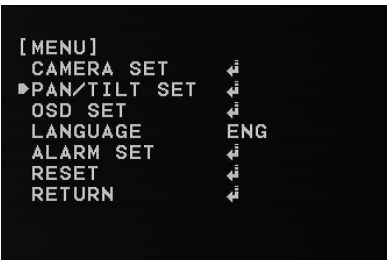 [MENU]
CAMERA SET ↲
▶PAN/TILT SET ↲
OSD SET ↲
LANGUAGE ENG
ALARM SET ↲
RESET ↲
RETURN ↲